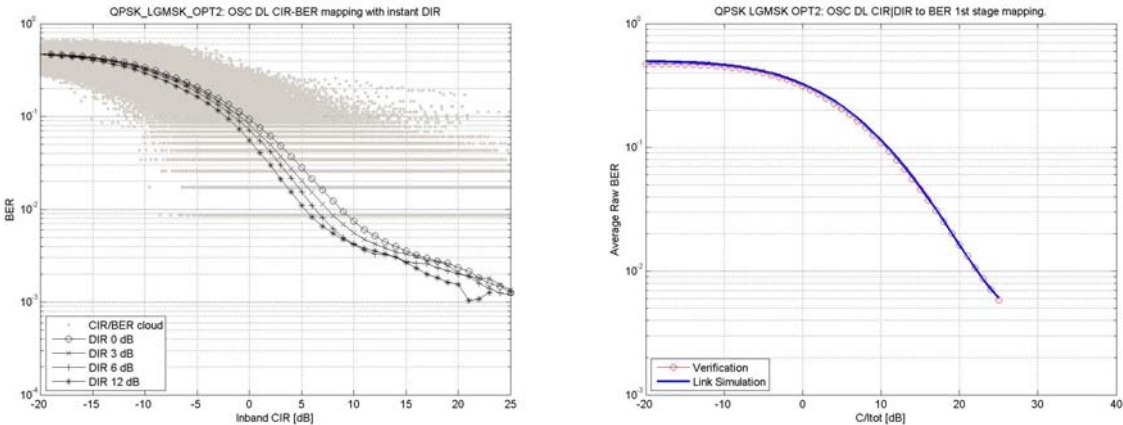 QPSK_LGMSK_OPT2: OSC DL CIR-BER mapping with instant DIR
10^0
10^-1
10^-2
10^-3
10^-4
BER
CIR/BER cloud
DIR 0 dB
DIR 3 dB
DIR 6 dB
DIR 12 dB
-20 -15 -10 -5 0 5 10 15 20 25
Inband CIR [dB]
QPSK LGMSK OPT2: OSC DL CIR|DIR to BER 1st stage mapping.
10^0
10^-1
10^-2
10^-3
Average Raw BER
Verification
Link Simulation
-20 -10 0 10 20 30 40
C/Itot [dB]